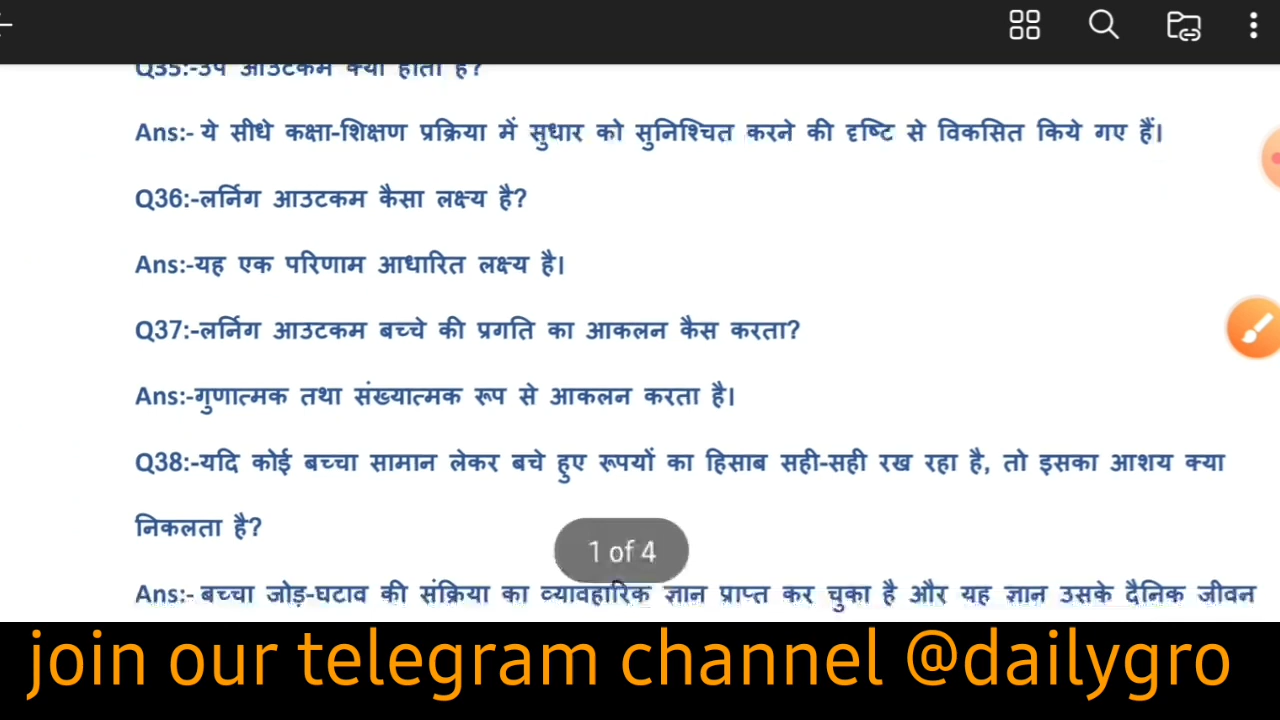 Q35:-उप आउटकम क्या होता है?
Ans:- ये सीधे कक्षा-शिक्षण प्रक्रिया में सुधार को सुनिश्चित करने की दृष्टि से विकसित किये गए हैं।
Q36:-लर्निग आउटकम कैसा लक्ष्य है?
Ans:-यह एक परिणाम आधारित लक्ष्य है।
Q37:-लर्निग आउटकम बच्चे की प्रगति का आकलन कैस करता?
Ans:-गुणात्मक तथा संख्यात्मक रूप से आकलन करता है।
Q38:-यदि कोई बच्चा सामान लेकर बचे हुए रूपयों का हिसाब सही-सही रख रहा है, तो इसका आशय क्या
निकलता है?
1 of 4
Ans:- बच्चा जोड़-घटाव की संक्रिया का व्यावहारिक ज्ञान प्राप्त कर चुका है और यह ज्ञान उसके दैनिक जीवन
join our telegram channel @dailygro